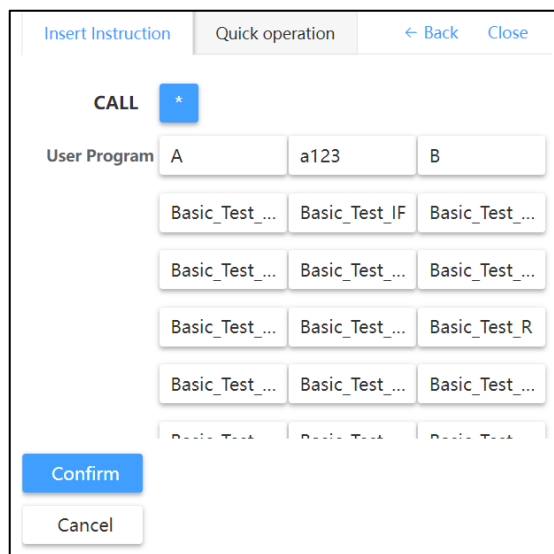 Insert Instruction Quick operation ← Back Close
CALL *
User Program A a123 B
Basic_Test_... Basic_Test_IF Basic_Test_...
Basic_Test_... Basic_Test_... Basic_Test_...
Basic_Test_... Basic_Test_... Basic_Test_R
Basic_Test_... Basic_Test_... Basic_Test_...
Confirm
Cancel